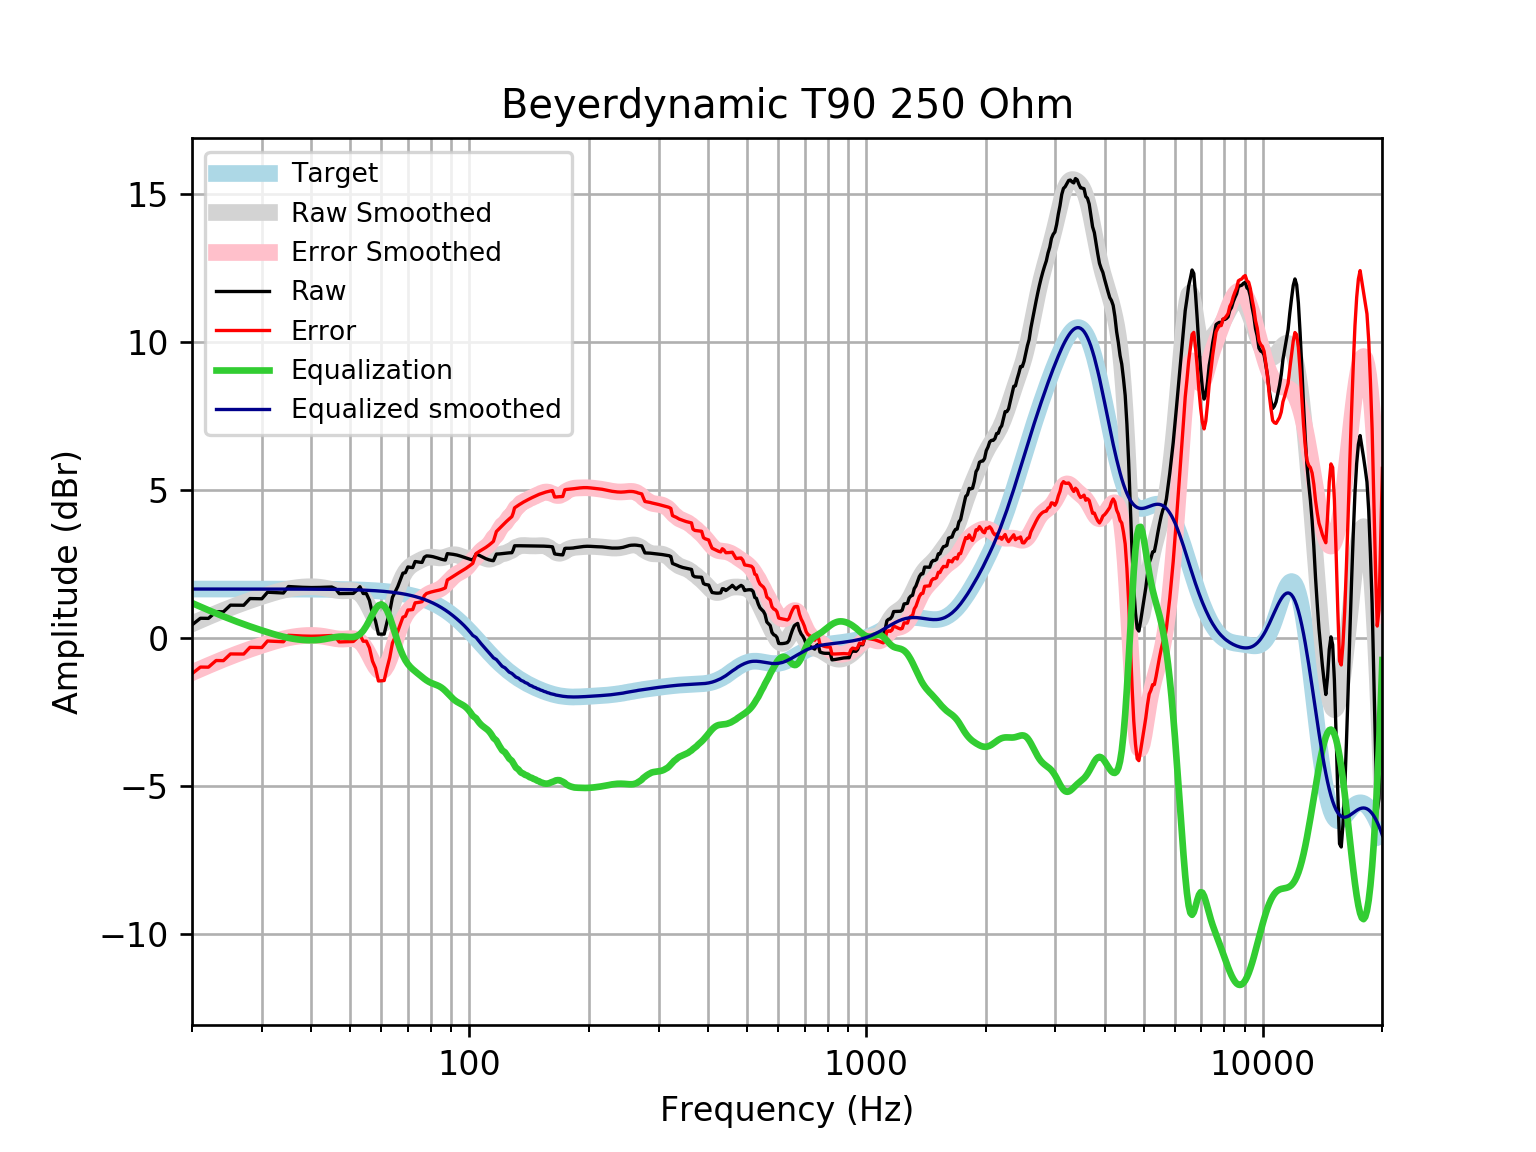 Beyerdynamic T90 250 Ohm
Target
Raw Smoothed
Error Smoothed
Raw
Error
Equalization
Equalized smoothed
15
10
5
0
−5
−10
Amplitude (dBr)
100 1000 10000
Frequency (Hz)